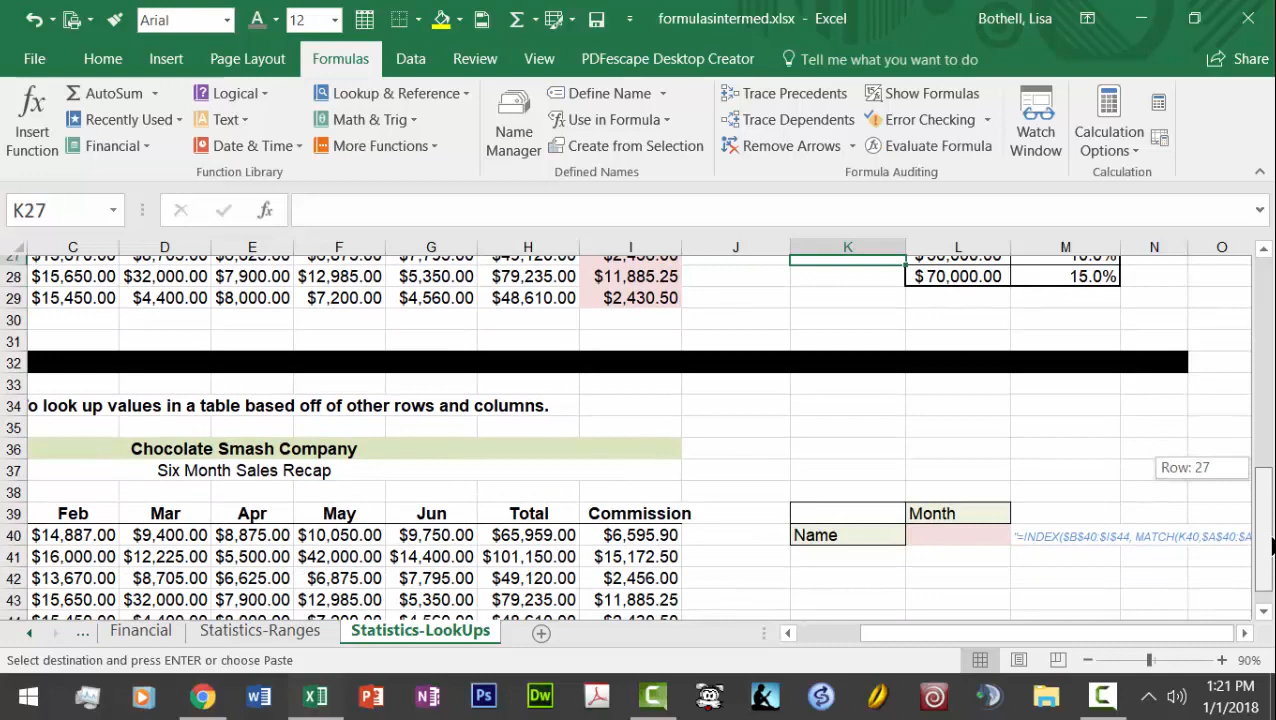 Arial 12 formulasintermed.xlsx - Excel Bothell, Lisa
File Home Insert Page Layout Formulas Data Review View PDFescape Desktop Creator Tell me what you want to do Share
fx Insert Function
Σ AutoSum
Recently Used
Financial
Logical
Text
Date & Time
Lookup & Reference
Math & Trig
More Functions
Function Library
Name Manager
Define Name
Use in Formula
Create from Selection
Defined Names
Trace Precedents
Trace Dependents
Remove Arrows
Show Formulas
Error Checking
Evaluate Formula
Formula Auditing
Watch Window
Calculation Options
Calculation
K27 fx
C D E F G H I J K L M N O
28 $15,650.00 $32,000.00 $7,900.00 $12,985.00 $5,350.00 $79,235.00 $11,885.25 $ 70,000.00 15.0%
29 $15,450.00 $4,400.00 $8,000.00 $7,200.00 $4,560.00 $48,610.00 $2,430.50
30
31
32
33
34 o look up values in a table based off of other rows and columns.
35
36 Chocolate Smash Company
37 Six Month Sales Recap Row: 27
38
39 Feb Mar Apr May Jun Total Commission Month
40 $14,887.00 $9,400.00 $8,875.00 $10,050.00 $9,750.00 $65,959.00 $6,595.90 Name "=INDEX($B$40:$I$44, MATCH(K40,$A$40:$A
41 $16,000.00 $12,225.00 $5,500.00 $42,000.00 $14,400.00 $101,150.00 $15,172.50
42 $13,670.00 $8,705.00 $6,625.00 $6,875.00 $7,795.00 $49,120.00 $2,456.00
43 $15,650.00 $32,000.00 $7,900.00 $12,985.00 $5,350.00 $79,235.00 $11,885.25
... Financial Statistics-Ranges Statistics-LookUps
Select destination and press ENTER or choose Paste 90%
1:21 PM
1/1/2018